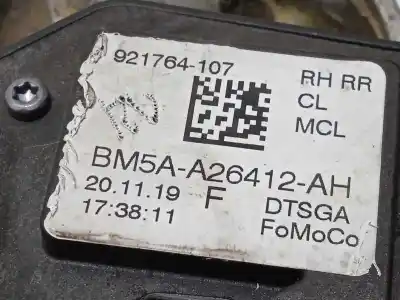 921764-107
RH RR
CL
MCL
BM5A-A26412-AH
20.11.19 F DTSGA
17:38:11 FoMoCo